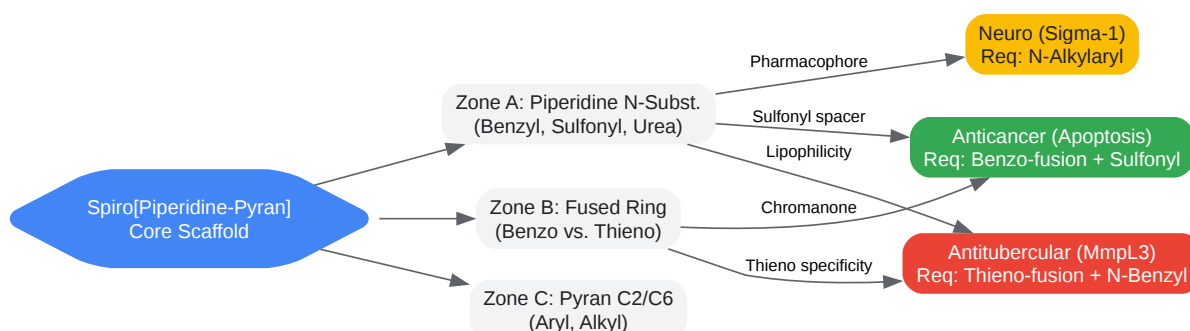 Spiro[Piperidine-Pyran]
Core Scaffold
Zone A: Piperidine N-Subst.
(Benzyl, Sulfonyl, Urea)
Zone B: Fused Ring
(Benzo vs. Thieno)
Zone C: Pyran C2/C6
(Aryl, Alkyl)
Pharmacophore
Sulfonyl spacer
Lipophilicity
Chromanone
Thieno specificity
Neuro (Sigma-1)
Req: N-Alkylaryl
Anticancer (Apoptosis)
Req: Benzo-fusion + Sulfonyl
Antitubercular (MmpL3)
Req: Thieno-fusion + N-Benzyl